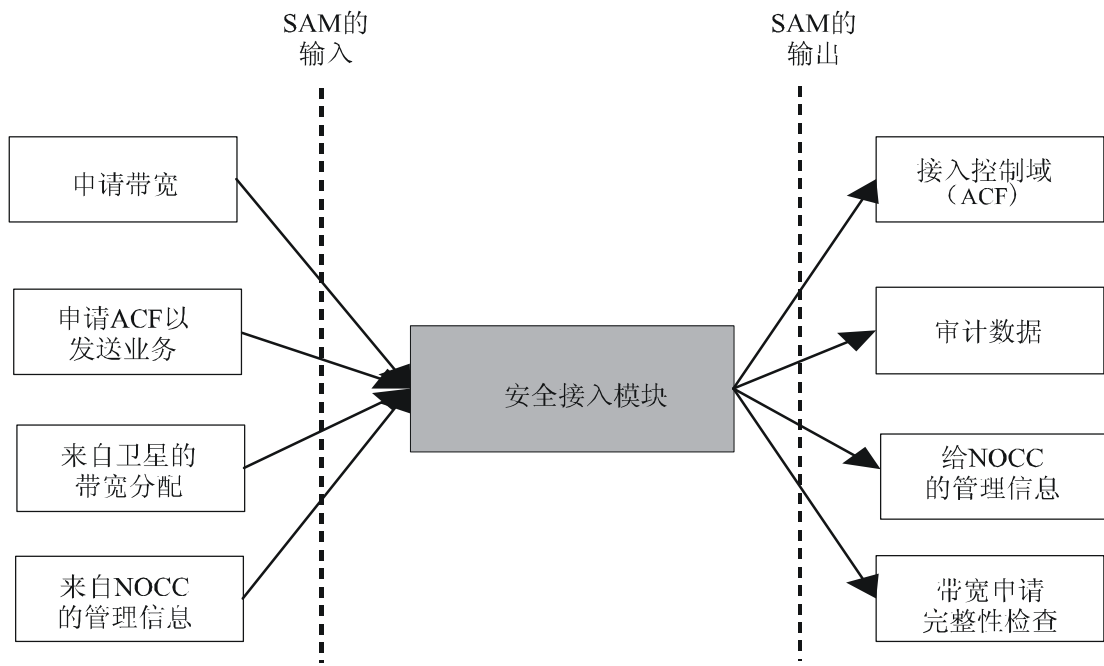 SAM的
输入
SAM的
输出
申请带宽
申请ACF以
发送业务
来自卫星的
带宽分配
来自NOCC
的管理信息
安全接入模块
接入控制域
（ACF）
审计数据
给NOCC
的管理信息
带宽申请
完整性检查